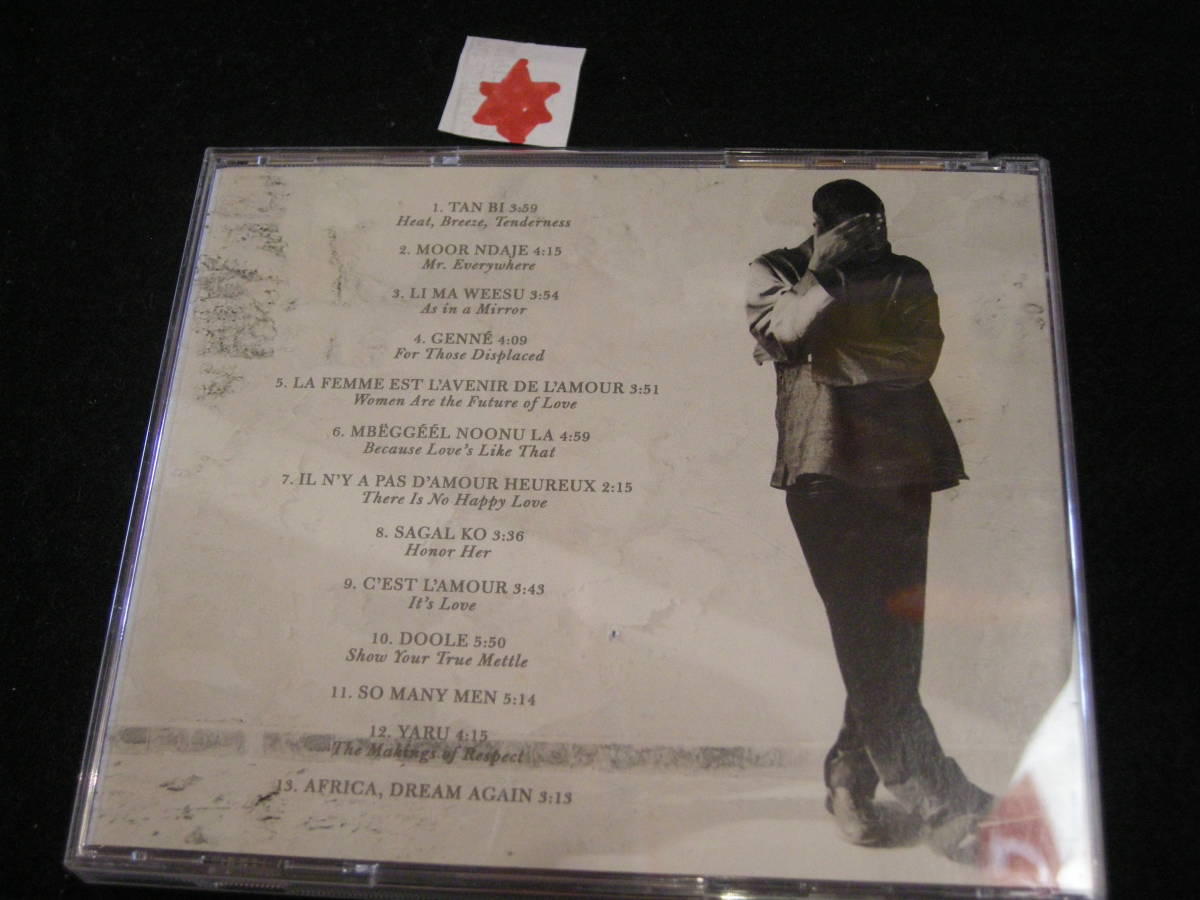 1. TAN BI 3:59
Heat, Breeze, Tenderness
2. MOOR NDAJE 4:15
Mr. Everywhere
3. LI MA WEESU 3:54
As in a Mirror
4. GENNÉ 4:09
For Those Displaced
5. LA FEMME EST L'AVENIR DE L'AMOUR 3:51
Women Are the Future of Love
6. MBËGGÉÉL NOONU LA 4:59
Because Love's Like That
7. IL N'Y A PAS D'AMOUR HEUREUX 2:15
There Is No Happy Love
8. SAGAL KO 3:36
Honor Her
9. C'EST L'AMOUR 3:43
It's Love
10. DOOLE 5:50
Show Your True Mettle
11. SO MANY MEN 5:14
12. YARU 4:15
The Makings of Respect
13. AFRICA, DREAM AGAIN 3:13